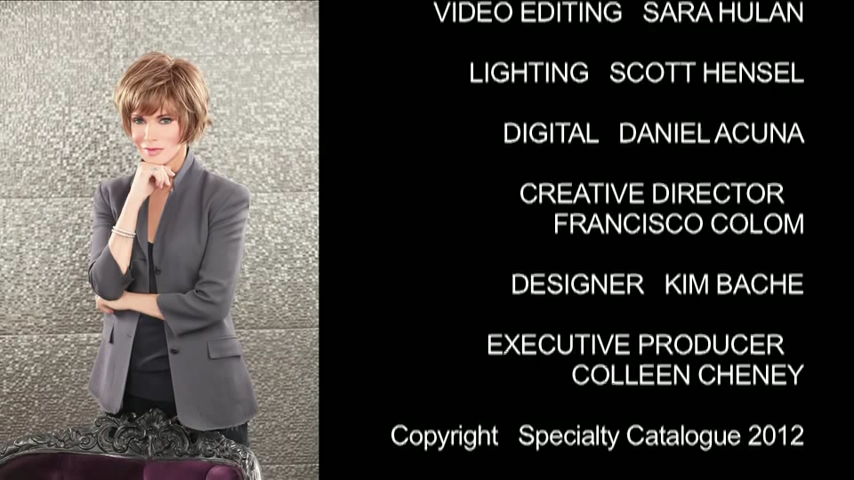 VIDEO EDITING SARA HULAN
LIGHTING SCOTT HENSEL
DIGITAL DANIEL ACUNA
CREATIVE DIRECTOR
FRANCISCO COLOM
DESIGNER KIM BACHE
EXECUTIVE PRODUCER
COLLEEN CHENEY
Copyright Specialty Catalogue 2012